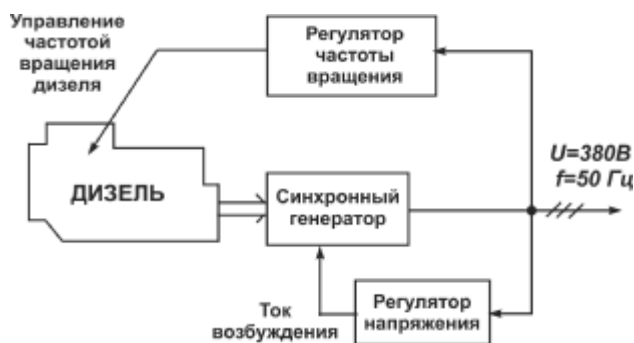 Управление
частотой
вращения
дизеля
Регулятор
частоты
вращения
U=380В
f=50 Гц
ДИЗЕЛЬ
Синхронный
генератор
Ток
возбуждения
Регулятор
напряжения